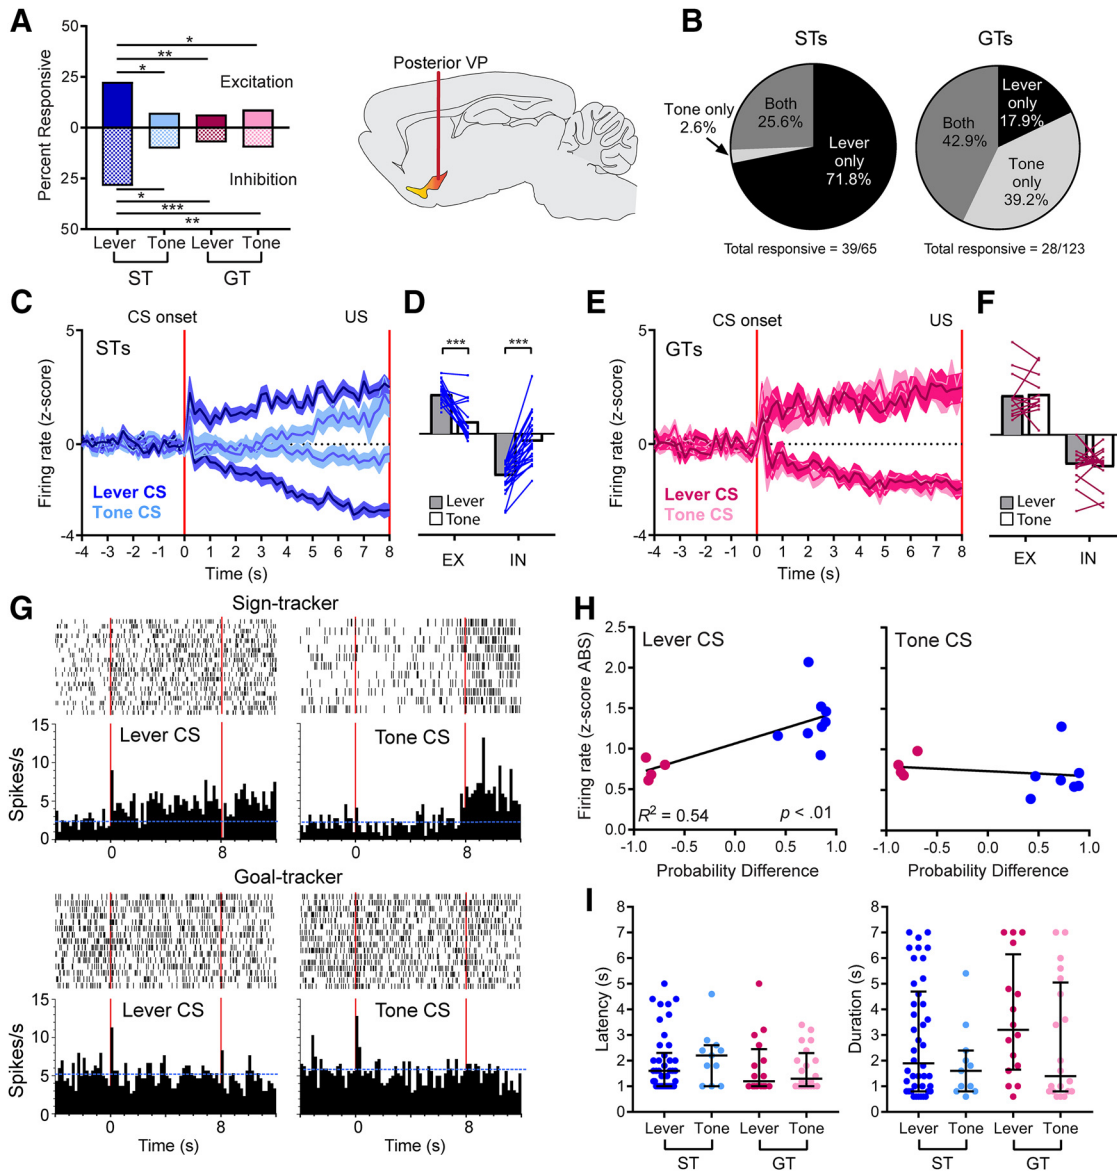 A
50
25
0
25
50
Percent Responsive
*
**
*
Excitation
Inhibition
*
*
***
**
Lever Tone Lever Tone
ST GT
Posterior VP
B
STs
GTs
Tone only
2.6%
Both
25.6%
Lever
only
71.8%
Lever
only
17.9%
Both
42.9%
Tone
only
39.2%
Total responsive = 39/65
Total responsive = 28/123
C
CS onset
US
STs
5
0
-4
Firing rate (z-score)
Lever CS
Tone CS
-4 -3 -2 -1 0 1 2 3 4 5 6 7 8
Time (s)
D
***
***
Lever
Tone
EX IN
E
CS onset
US
GTs
5
0
-4
Firing rate (z-score)
Lever CS
Tone CS
-4 -3 -2 -1 0 1 2 3 4 5 6 7 8
Time (s)
F
Lever
Tone
EX IN
G
Sign-tracker
Lever CS
Tone CS
15
10
5
0
Spikes/s
0 8
0 8
Goal-tracker
Lever CS
Tone CS
15
10
5
0
Spikes/s
0 8
0 8
Time (s)
Time (s)
H
Lever CS
Tone CS
2.5
2.0
1.5
1.0
0.5
0.0
Firing rate (z-score ABS)
R² = 0.54
p < .01
-1.0 -0.5 0.0 0.5 1.0
Probability Difference
-1.0 -0.5 0.0 0.5 1.0
Probability Difference
I
8
7
6
5
4
3
2
1
0
Latency (s)
Lever Tone Lever Tone
ST GT
8
7
6
5
4
3
2
1
0
Duration (s)
Lever Tone Lever Tone
ST GT